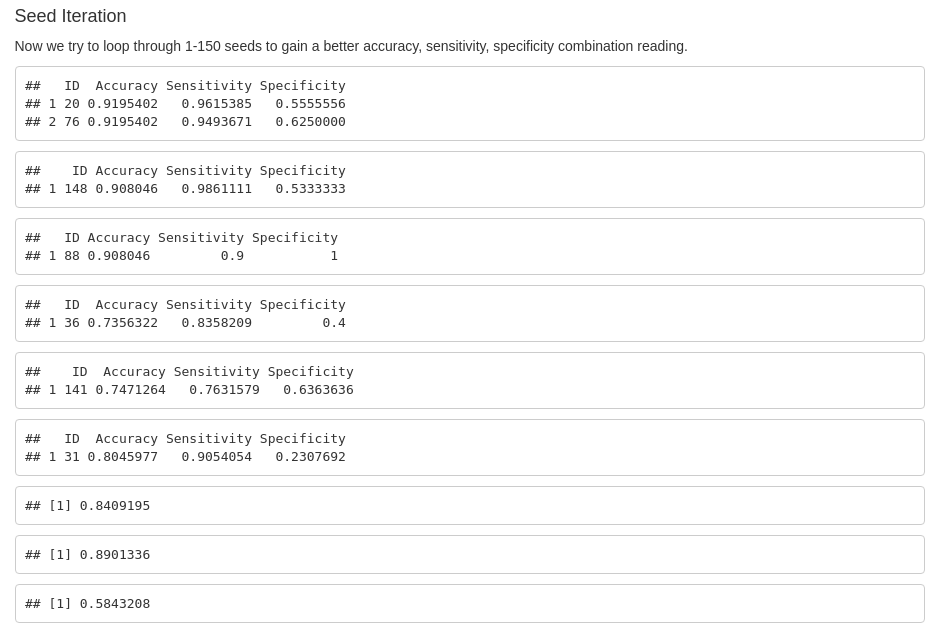 Seed Iteration
Now we try to loop through 1-150 seeds to gain a better accuracy, sensitivity, specificity combination reading.
##   ID  Accuracy Sensitivity Specificity
## 1 20 0.9195402   0.9615385   0.5555556
## 2 76 0.9195402   0.9493671   0.6250000
##    ID Accuracy Sensitivity Specificity
## 1 148 0.908046   0.9861111   0.5333333
##   ID Accuracy Sensitivity Specificity
## 1 88 0.908046         0.9           1
##   ID  Accuracy Sensitivity Specificity
## 1 36 0.7356322   0.8358209         0.4
##    ID  Accuracy Sensitivity Specificity
## 1 141 0.7471264   0.7631579   0.6363636
##   ID  Accuracy Sensitivity Specificity
## 1 31 0.8045977   0.9054054   0.2307692
## [1] 0.8409195
## [1] 0.8901336
## [1] 0.5843208